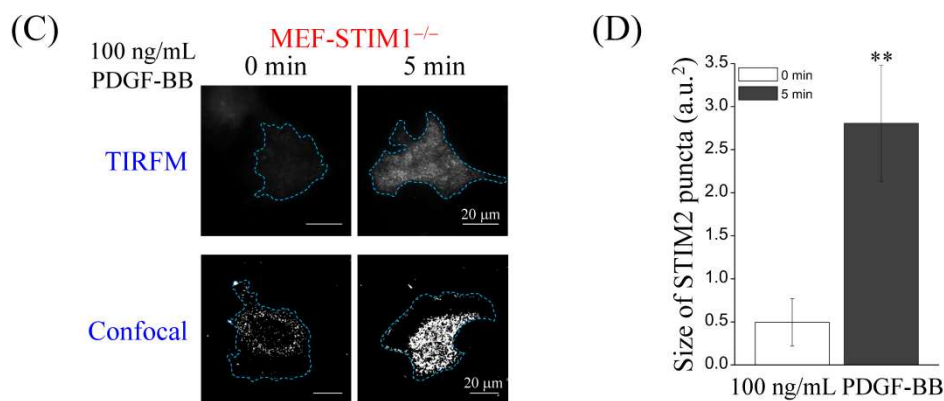 (C)
MEF-STIM1⁻/⁻
100 ng/mL
PDGF-BB
0 min
5 min
TIRFM
20 μm
Confocal
20 μm
(D)
**
0 min
5 min
Size of STIM2 puncta (a.u.²)
3.5
3.0
2.5
2.0
1.5
1.0
0.5
0.0
100 ng/mL PDGF-BB